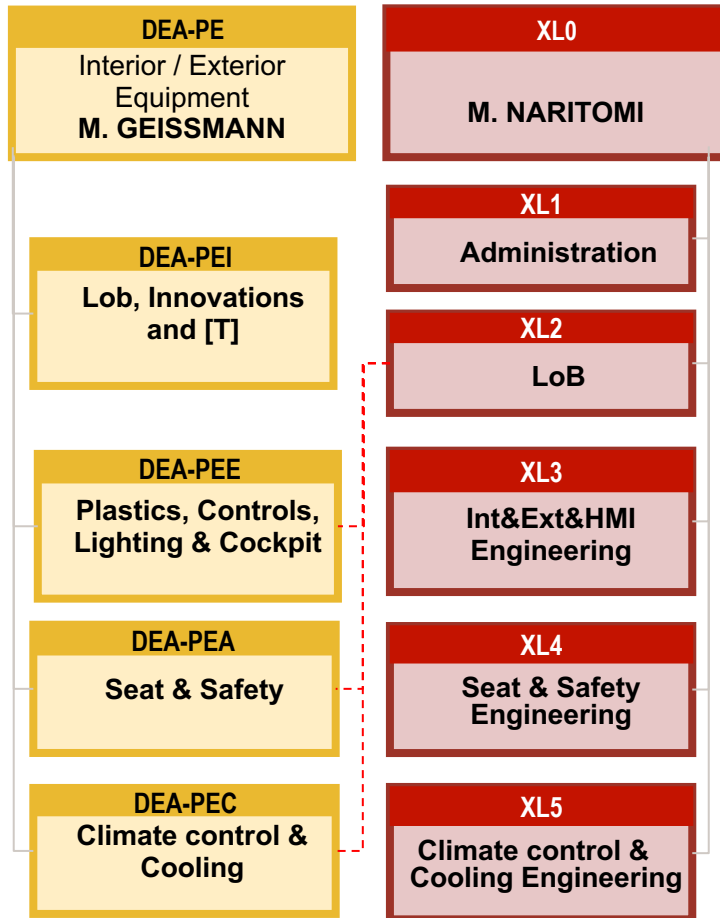 DEA-PE
Interior / Exterior
Equipment
M. GEISSMANN
DEA-PEI
Lob, Innovations
and [T]
DEA-PEE
Plastics, Controls,
Lighting & Cockpit
DEA-PEA
Seat & Safety
DEA-PEC
Climate control &
Cooling
XL0
M. NARITOMI
XL1
Administration
XL2
LoB
XL3
Int&Ext&HMI
Engineering
XL4
Seat & Safety
Engineering
XL5
Climate control &
Cooling Engineering